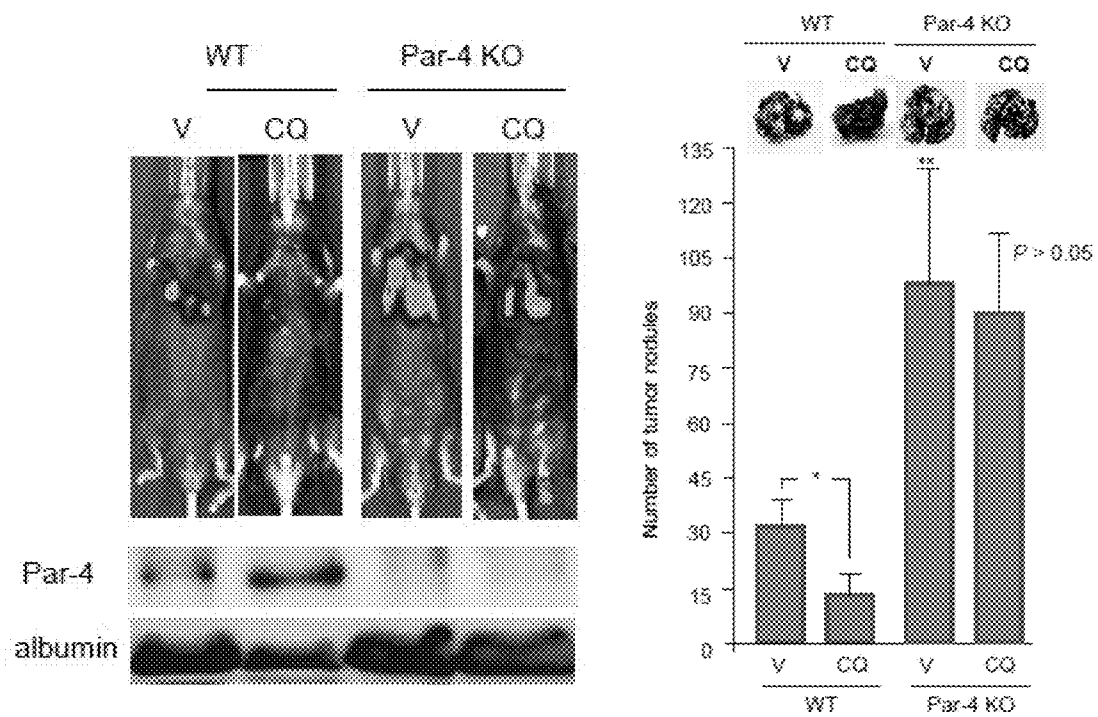 WT Par-4 KO
V CQ V CQ
Par-4
albumin
WT Par-4 KO
V CQ V CQ
135
120
105
90
75
60
45
30
15
0
Number of tumor nodules
**
P > 0.05
*
V CQ V CQ
WT Par-4 KO